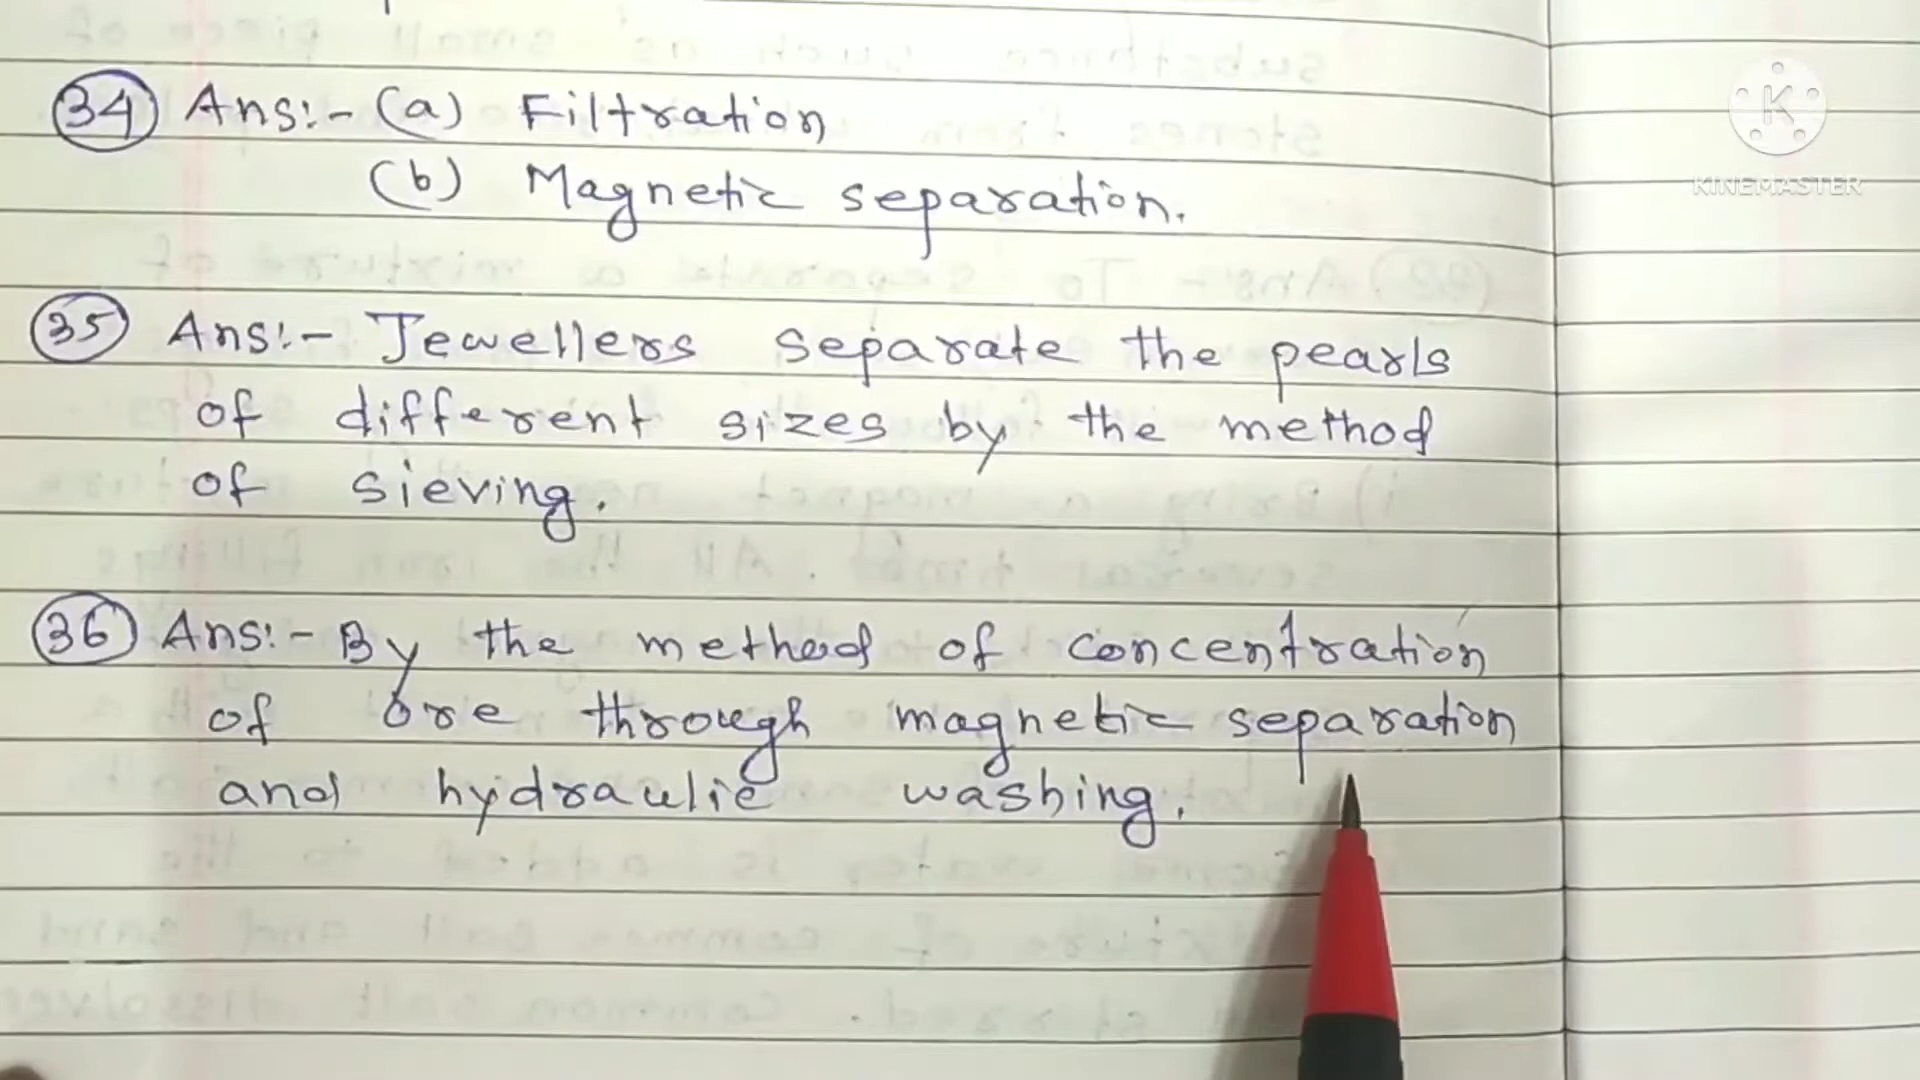 34 Ans:- (a) Filtration
(b) Magnetic separation.
35 Ans:- Jewellers separate the pearls
of different sizes by the method
of sieving.
36 Ans:- By the method of concentration
of ore through magnetic separation
and hydraulic washing.
K
KINEMASTER